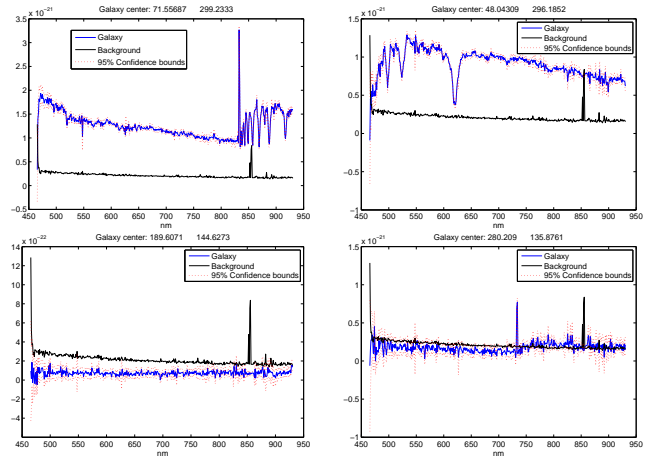 Galaxy center: 71.55687 299.2333
x 10⁻²¹
3.5
3
2.5
2
1.5
1
0.5
0
−0.5
Galaxy
Background
95% Confidence bounds
450 500 550 600 650 700 750 800 850 900 950
nm
Galaxy center: 48.04309 296.1852
x 10⁻²¹
1.5
1
0.5
0
−0.5
−1
Galaxy
Background
95% Confidence bounds
450 500 550 600 650 700 750 800 850 900 950
nm
Galaxy center: 189.6071 144.6273
x 10⁻²²
14
12
10
8
6
4
2
0
−2
−4
−6
Galaxy
Background
95% Confidence bounds
450 500 550 600 650 700 750 800 850 900 950
nm
Galaxy center: 280.209 135.8761
x 10⁻²¹
1.5
1
0.5
0
−0.5
−1
Galaxy
Background
95% Confidence bounds
450 500 550 600 650 700 750 800 850 900 950
nm